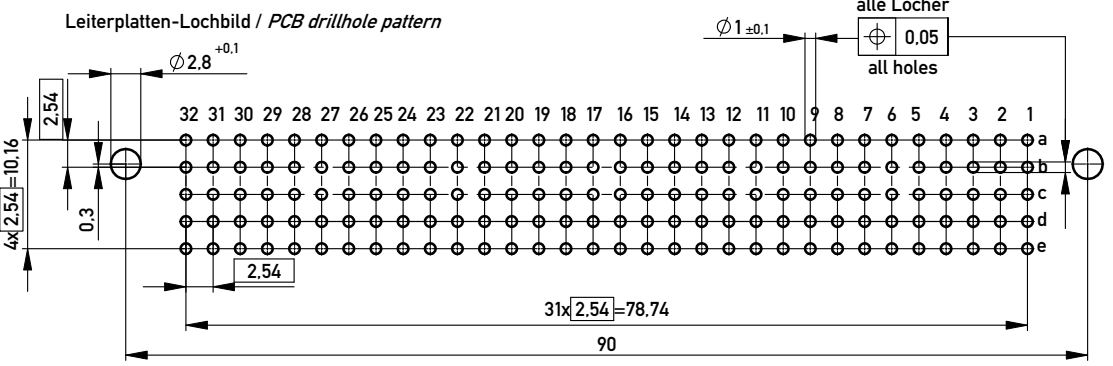 alle Löcher
Leiterplatten-Lochbild / PCB drillhole pattern
∅1 ±0,1
⌖ 0,05
all holes
∅2,8 +0,1
2,54
32 31 30 29 28 27 26 25 24 23 22 21 20 19 18 17 16 15 14 13 12 11 10 9 8 7 6 5 4 3 2 1
a
b
c
d
e
4x 2,54=10.16
0,3
2,54
31x 2,54=78,74
90